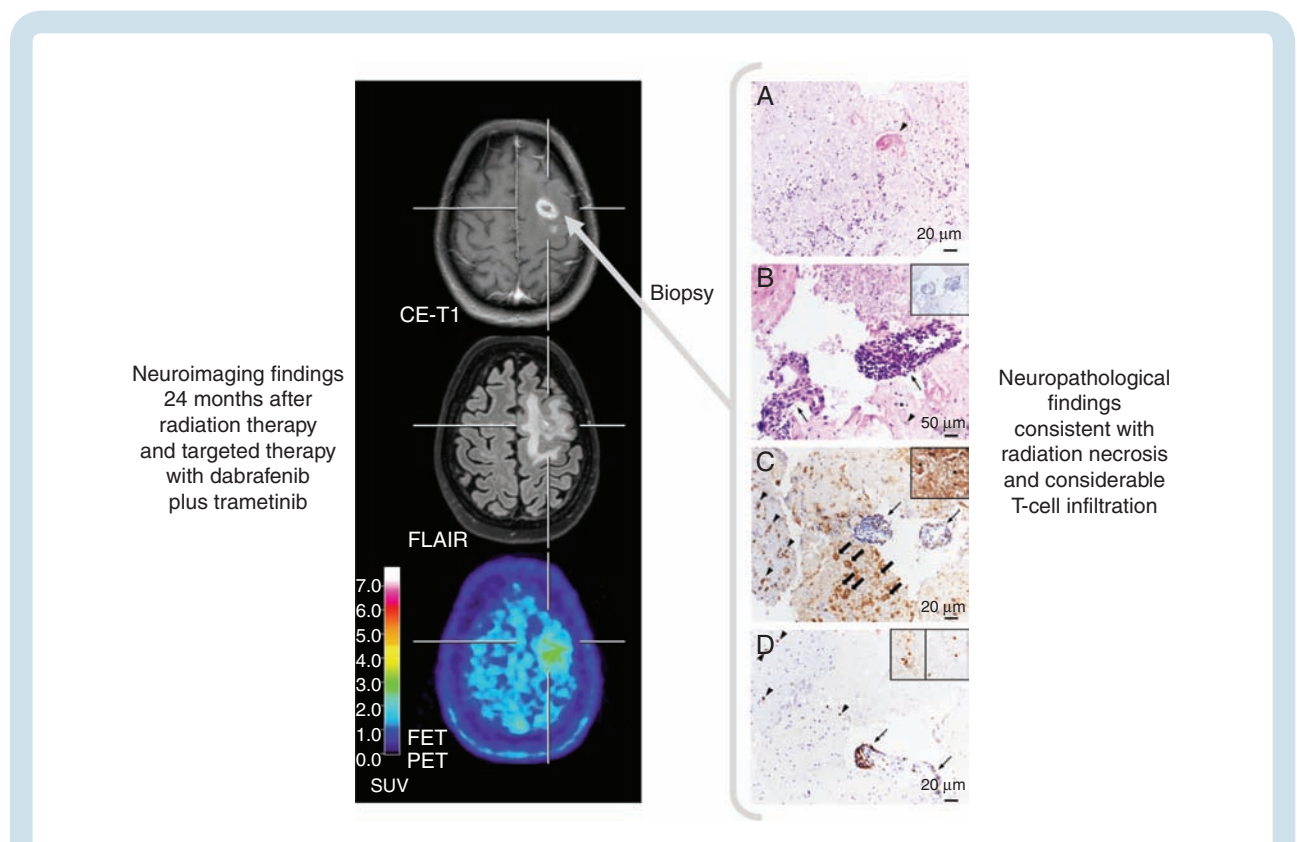 Neuroimaging findings
24 months after
radiation therapy
and targeted therapy
with dabrafenib
plus trametinib
CE-T1
FLAIR
7.0
6.0
5.0
4.0
3.0
2.0
1.0
0.0
FET
PET
SUV
Biopsy
A
20 μm
B
50 μm
C
20 μm
D
20 μm
Neuropathological
findings
consistent with
radiation necrosis
and considerable
T-cell infiltration